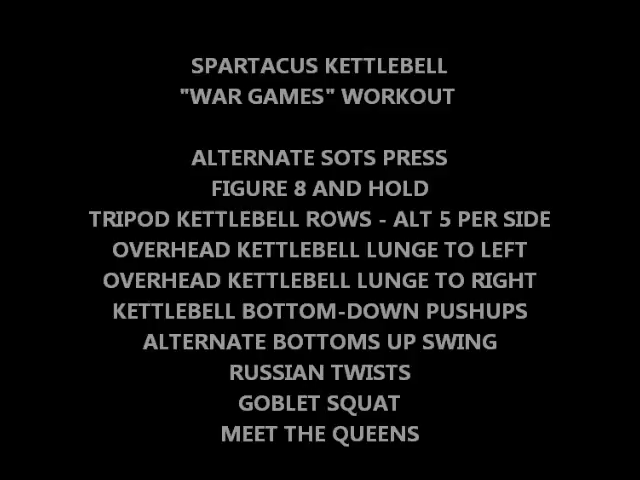 SPARTACUS KETTLEBELL
"WAR GAMES" WORKOUT
ALTERNATE SOTS PRESS
FIGURE 8 AND HOLD
TRIPOD KETTLEBELL ROWS - ALT 5 PER SIDE
OVERHEAD KETTLEBELL LUNGE TO LEFT
OVERHEAD KETTLEBELL LUNGE TO RIGHT
KETTLEBELL BOTTOM-DOWN PUSHUPS
ALTERNATE BOTTOMS UP SWING
RUSSIAN TWISTS
GOBLET SQUAT
MEET THE QUEENS